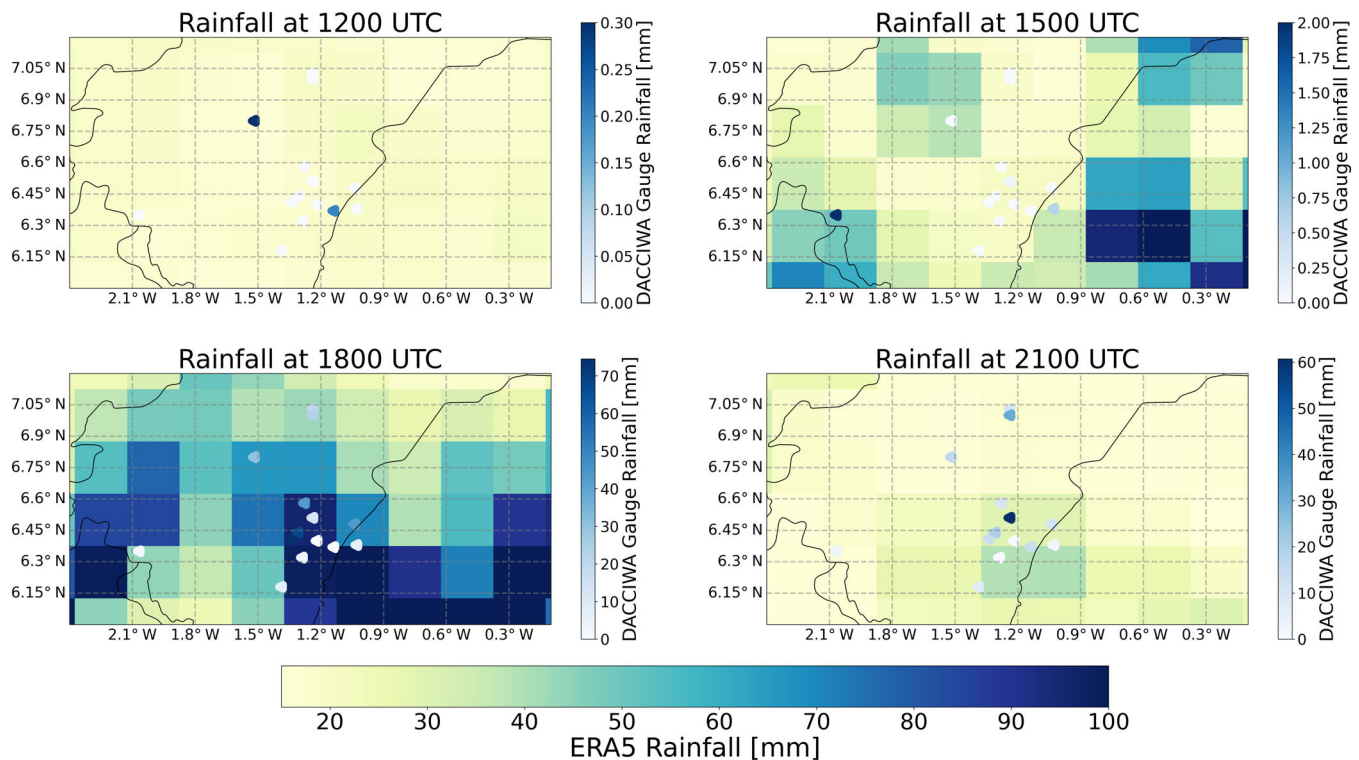 Rainfall at 1200 UTC
7.05° N
6.9° N
6.75° N
6.6° N
6.45° N
6.3° N
6.15° N
2.1° W 1.8° W 1.5° W 1.2° W 0.9° W 0.6° W 0.3° W
0.30
0.25
0.20
0.15
0.10
0.05
0.00
DACCIWA Gauge Rainfall [mm]
Rainfall at 1500 UTC
7.05° N
6.9° N
6.75° N
6.6° N
6.45° N
6.3° N
6.15° N
2.1° W 1.8° W 1.5° W 1.2° W 0.9° W 0.6° W 0.3° W
2.00
1.75
1.50
1.25
1.00
0.75
0.50
0.25
0.00
DACCIWA Gauge Rainfall [mm]
Rainfall at 1800 UTC
7.05° N
6.9° N
6.75° N
6.6° N
6.45° N
6.3° N
6.15° N
2.1° W 1.8° W 1.5° W 1.2° W 0.9° W 0.6° W 0.3° W
70
60
50
40
30
20
10
0
DACCIWA Gauge Rainfall [mm]
Rainfall at 2100 UTC
7.05° N
6.9° N
6.75° N
6.6° N
6.45° N
6.3° N
6.15° N
2.1° W 1.8° W 1.5° W 1.2° W 0.9° W 0.6° W 0.3° W
60
50
40
30
20
10
0
DACCIWA Gauge Rainfall [mm]
20 30 40 50 60 70 80 90 100
ERA5 Rainfall [mm]